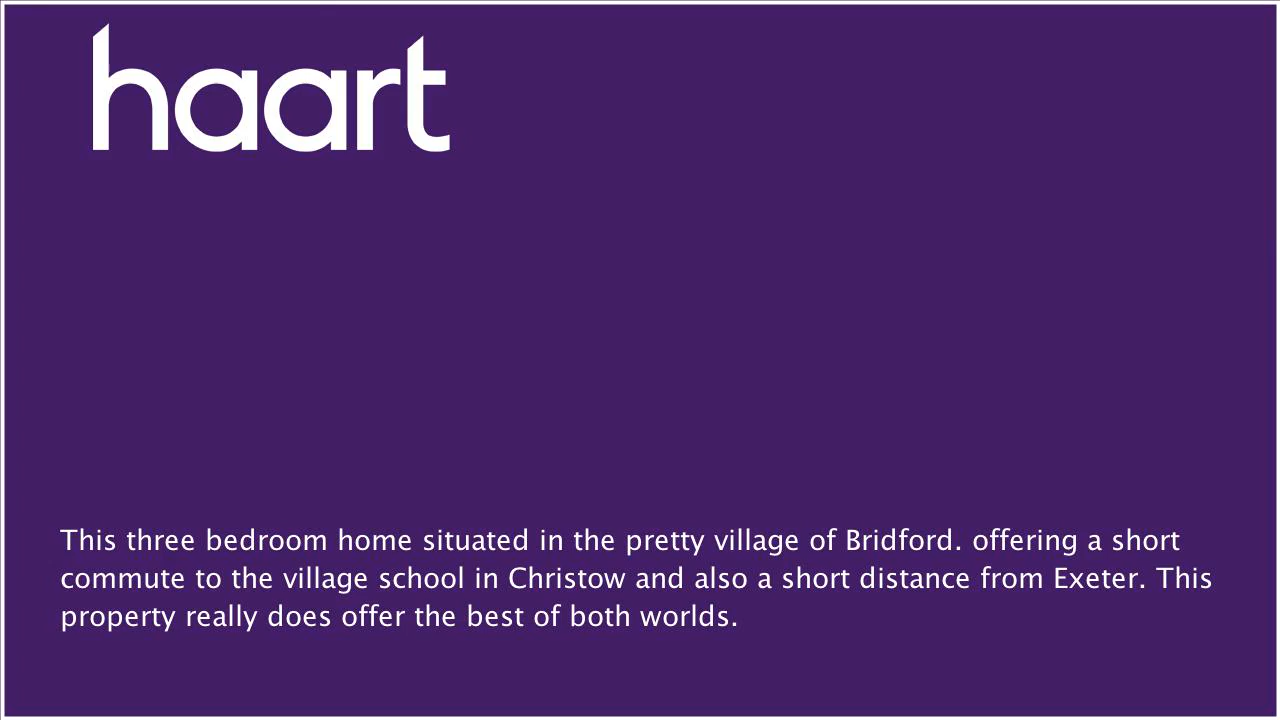 haart
This three bedroom home situated in the pretty village of Bridford. offering a short
commute to the village school in Christow and also a short distance from Exeter. This
property really does offer the best of both worlds.